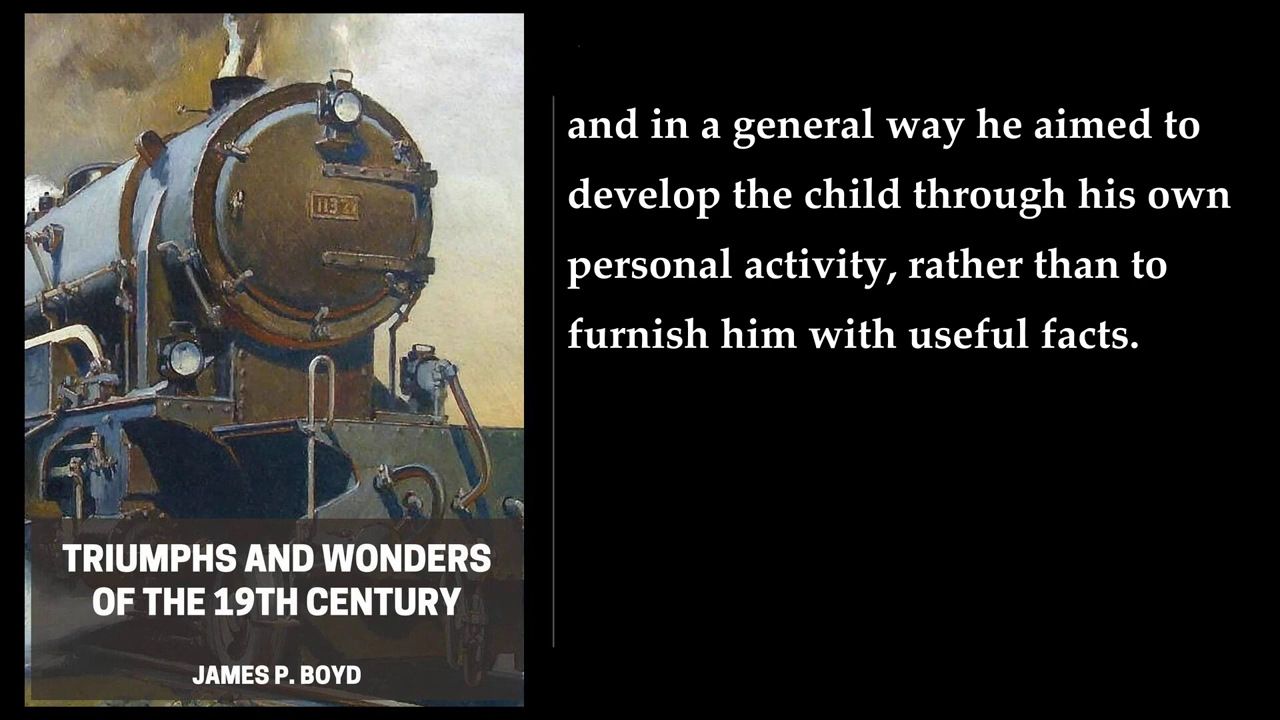 and in a general way he aimed to
develop the child through his own
personal activity, rather than to
furnish him with useful facts.
TRIUMPHS AND WONDERS
OF THE 19TH CENTURY
JAMES P. BOYD